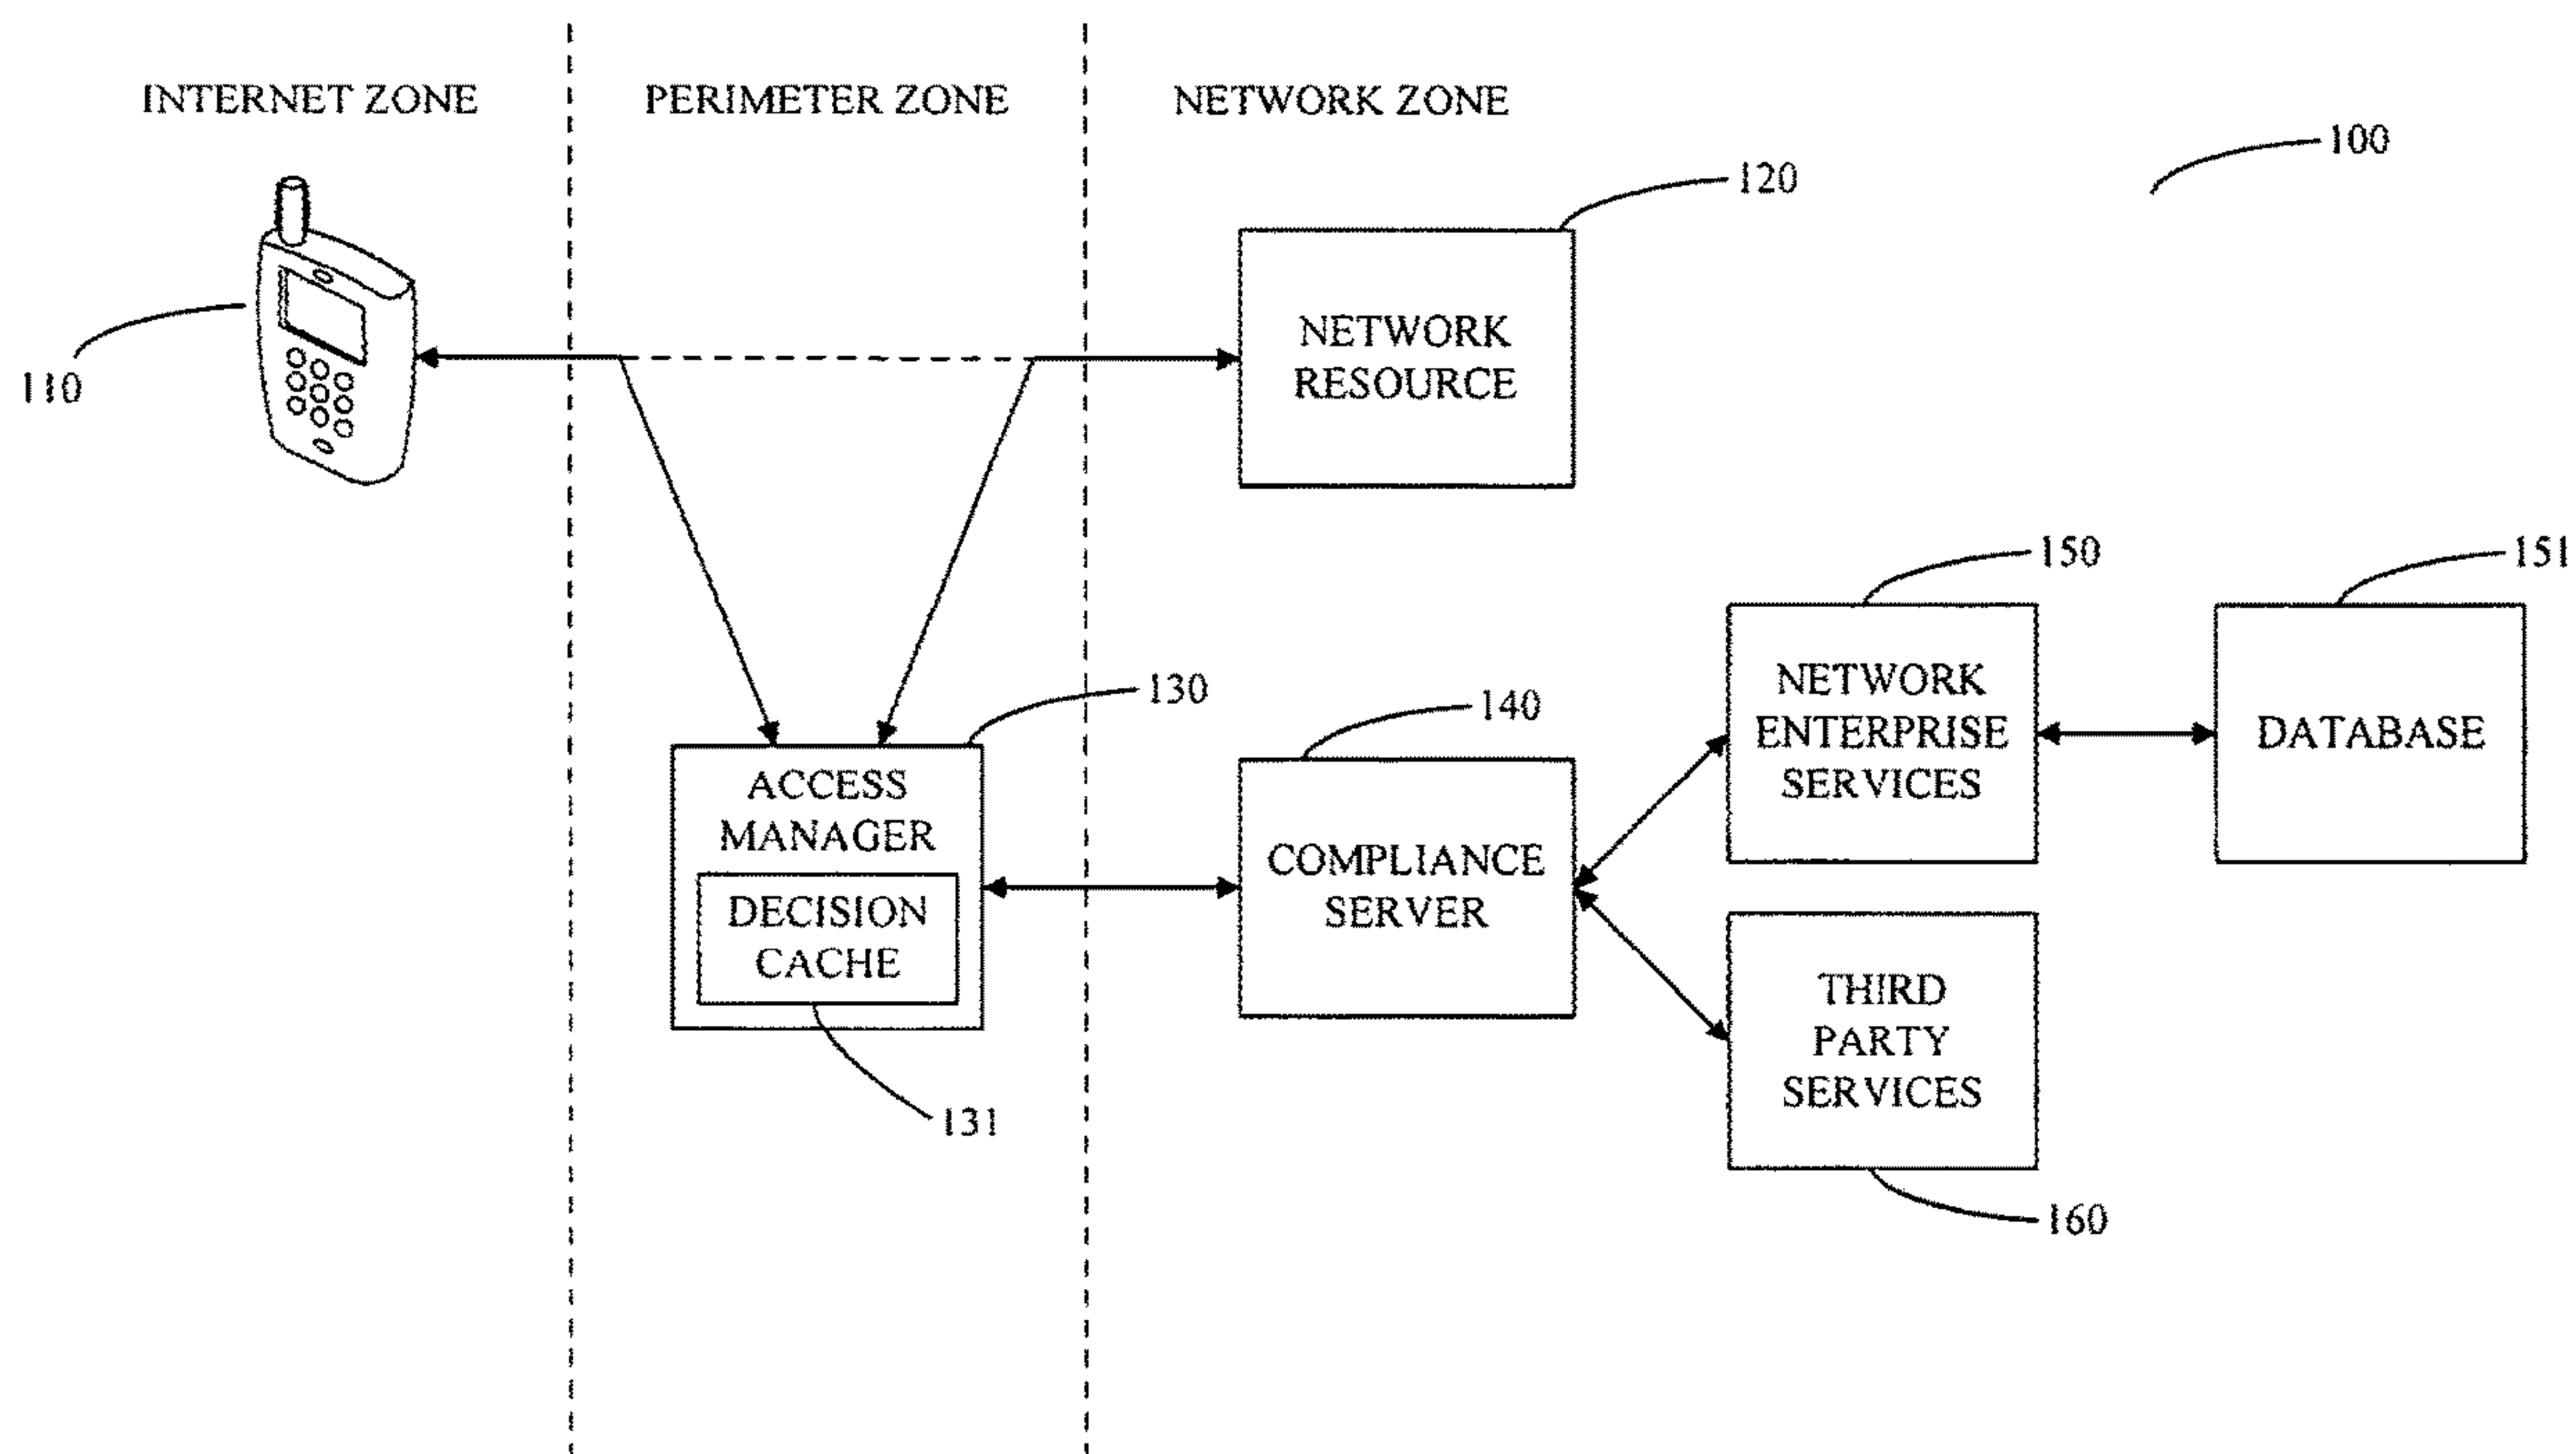 INTERNET ZONE
PERIMETER ZONE
NETWORK ZONE
100
120
110
NETWORK
RESOURCE
150
151
130
140
NETWORK
ENTERPRISE
SERVICES
DATABASE
ACCESS
MANAGER
DECISION
CACHE
COMPLIANCE
SERVER
THIRD
PARTY
SERVICES
131
160